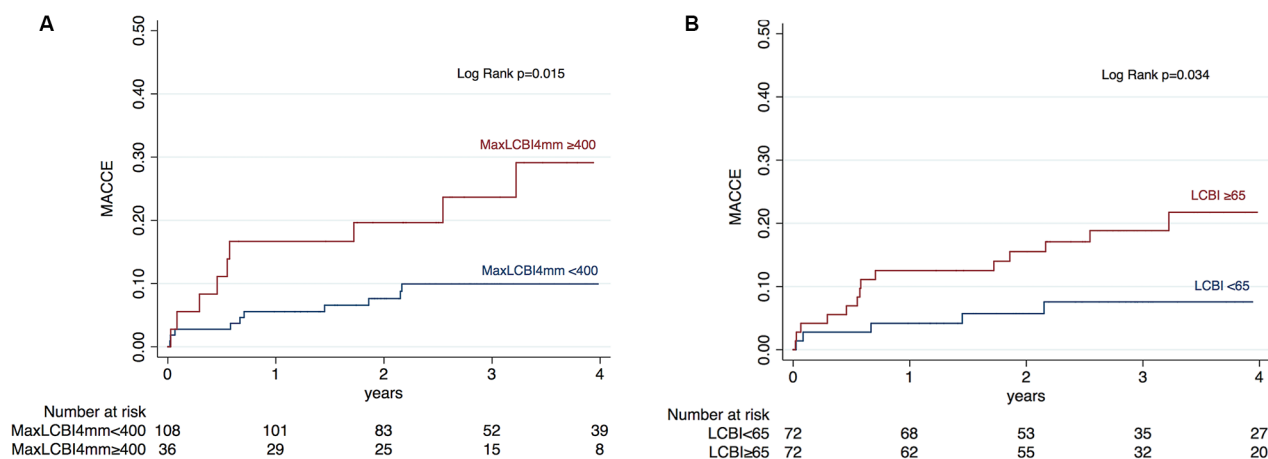 A
0.50
0.40
0.30
0.20
0.10
0.00
MACCE
Log Rank p=0.015
MaxLCBI4mm ≥400
MaxLCBI4mm <400
0 1 2 3 4
years
Number at risk
MaxLCBI4mm<400 108 101 83 52 39
MaxLCBI4mm≥400 36 29 25 15 8
B
0.50
0.40
0.30
0.20
0.10
0.00
MACCE
Log Rank p=0.034
LCBI ≥65
LCBI <65
0 1 2 3 4
years
Number at risk
LCBI<65 72 68 53 35 27
LCBI≥65 72 62 55 32 20